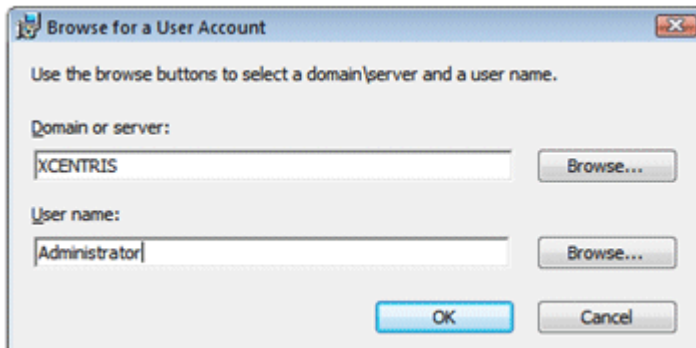 Browse for a User Account
Use the browse buttons to select a domain\server and a user name.
Domain or server:
XCENTRIS
Browse...
User name:
Administrator
Browse...
OK
Cancel